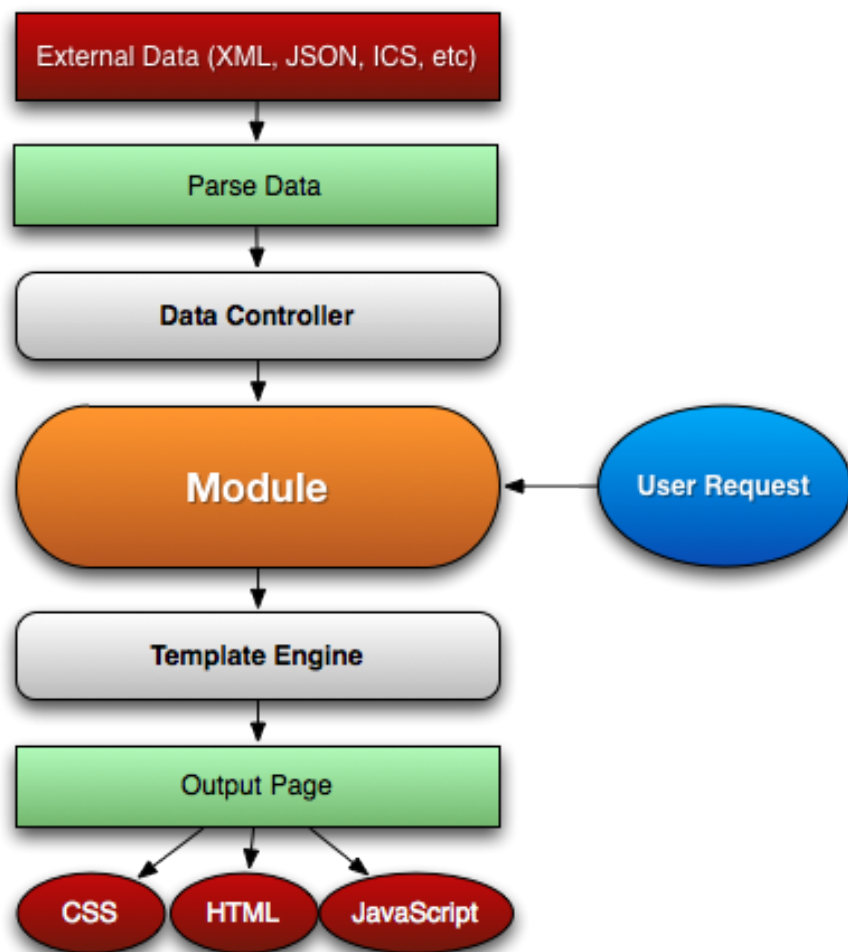 External Data (XML, JSON, ICS, etc)
Parse Data
Data Controller
Module
User Request
Template Engine
Output Page
CSS
HTML
JavaScript